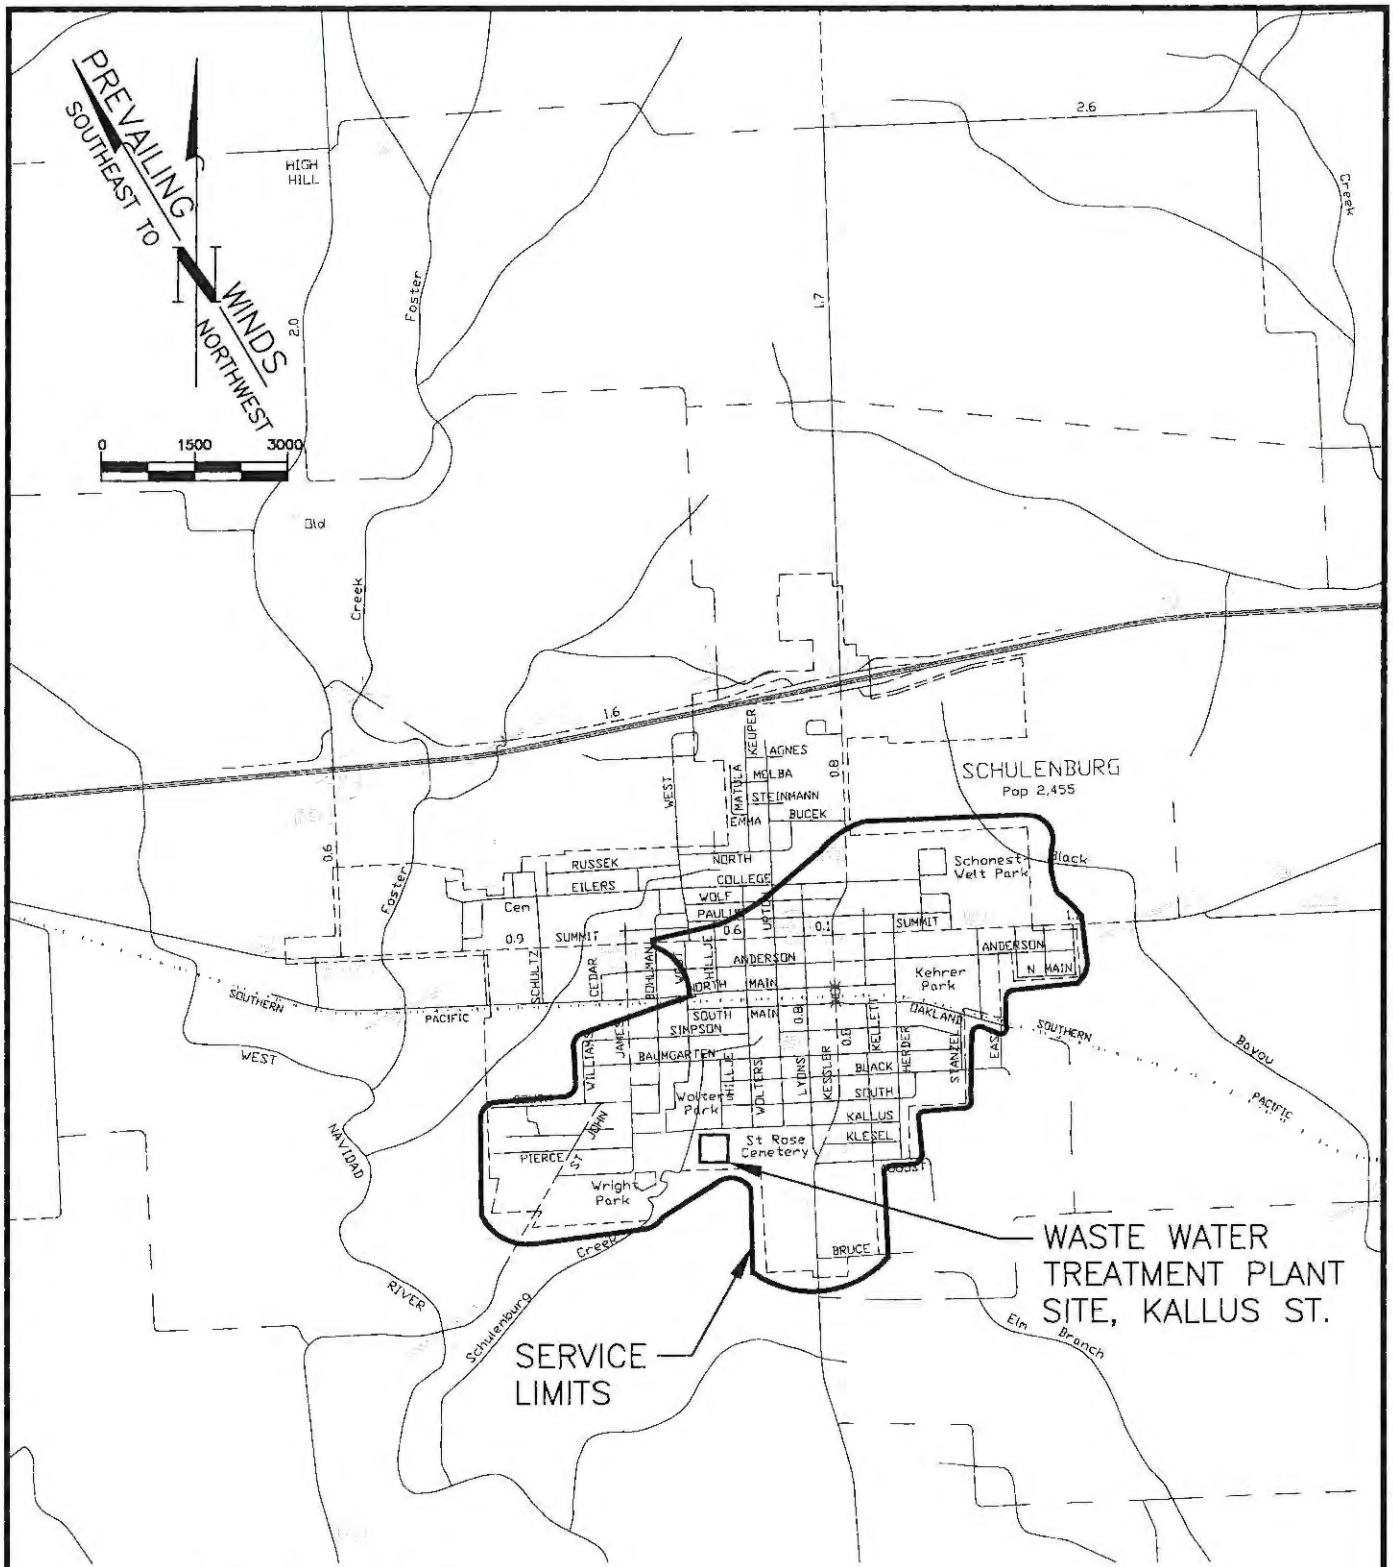 2.6
PREVAILING
SOUTHEAST TO
WINDS
NORTHWEST
N
HIGH
HILL
Creek
Foster
2.0
1.7
0
1500
3000
Old
Creek
1.6
KEUPER
AGNES
MELBA
MATULA
STEINMANN
EMMA
BUCEK
WEST
0.8
SCHULENBURG
Pop 2,455
0.6
RUSSEK
EILERS
NORTH
COLLEGE
Schonest
Welt Park
Black
Foster
Cem
WOLF
0.9
SUMMIT
0.6
0.1
SUMMIT
ANDERSON
ANDERSON
N MAIN
SCHULTZ
CEDAR
BOHLMAN
HILLJE
NORTH MAIN
Kehrer
Park
SOUTHERN
PACIFIC
SOUTH MAIN
SIMPSON
0.8
0.8
OAKLAND
SOUTHERN
WEST
WILLIAMS
JAMES
BAUMGARTEN
HILLJE
WOLTERS
LYONS
KESSLER
KELLETT
HERDER
STANZEL
EAST
BLACK
SOUTH
Bayou
PACIFIC
Wolters
Park
KALLUS
KLESEL
NAVIDAD
ST JOHN
PIERCE
St Rose
Cemetery
Wright
Park
BRUCE
Creek
RIVER
Schulenburg
WASTE WATER
TREATMENT PLANT
SITE, KALLUS ST.
Elm Branch
SERVICE
LIMITS